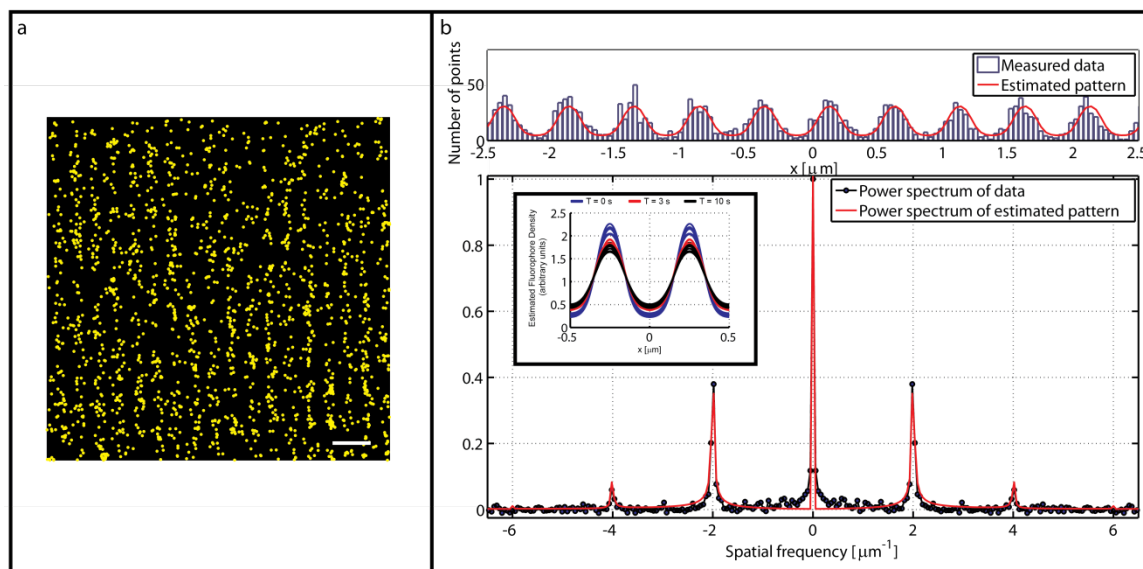 a
b
Number of points
50
0
Measured data
Estimated pattern
-2.5 -2 -1.5 -1 -0.5 0 0.5 1 1.5 2 2.5
x [μm]
1
0.8
0.6
0.4
0.2
0
Power spectrum of data
Power spectrum of estimated pattern
T = 0 s T = 3 s T = 10 s
Estimated Fluorophore Density
(arbitrary units)
2.5
2
1.5
1
0.5
0
-0.5 0 0.5
x [μm]
-6 -4 -2 0 2 4 6
Spatial frequency [μm⁻¹]